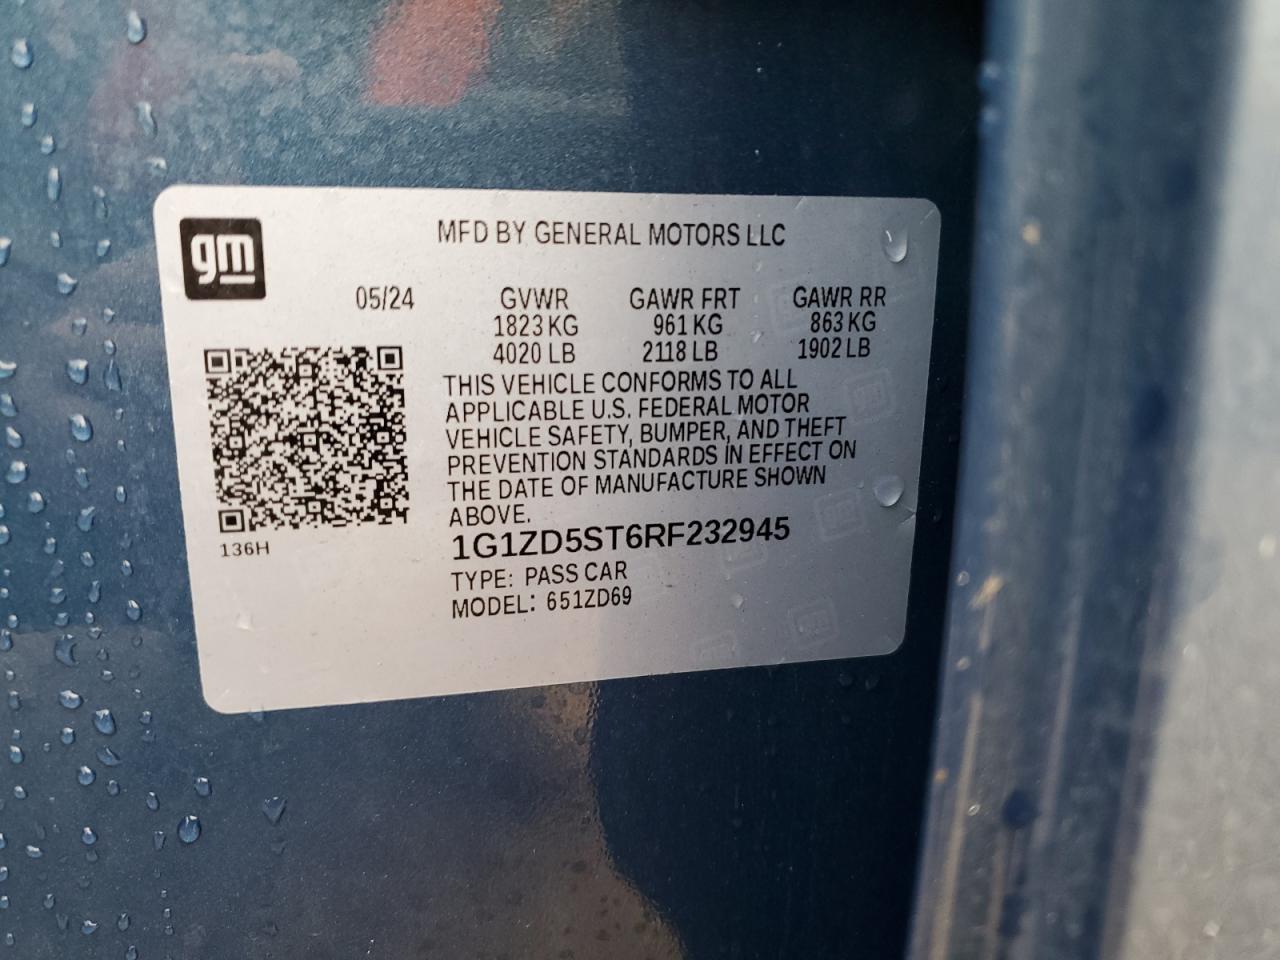 gm
MFD BY GENERAL MOTORS LLC
05/24 GVWR GAWR FRT GAWR RR
1823 KG 961 KG 863 KG
4020 LB 2118 LB 1902 LB
THIS VEHICLE CONFORMS TO ALL
APPLICABLE U.S. FEDERAL MOTOR
VEHICLE SAFETY, BUMPER, AND THEFT
PREVENTION STANDARDS IN EFFECT ON
THE DATE OF MANUFACTURE SHOWN
ABOVE.
136H
1G1ZD5ST6RF232945
TYPE: PASS CAR
MODEL: 651ZD69